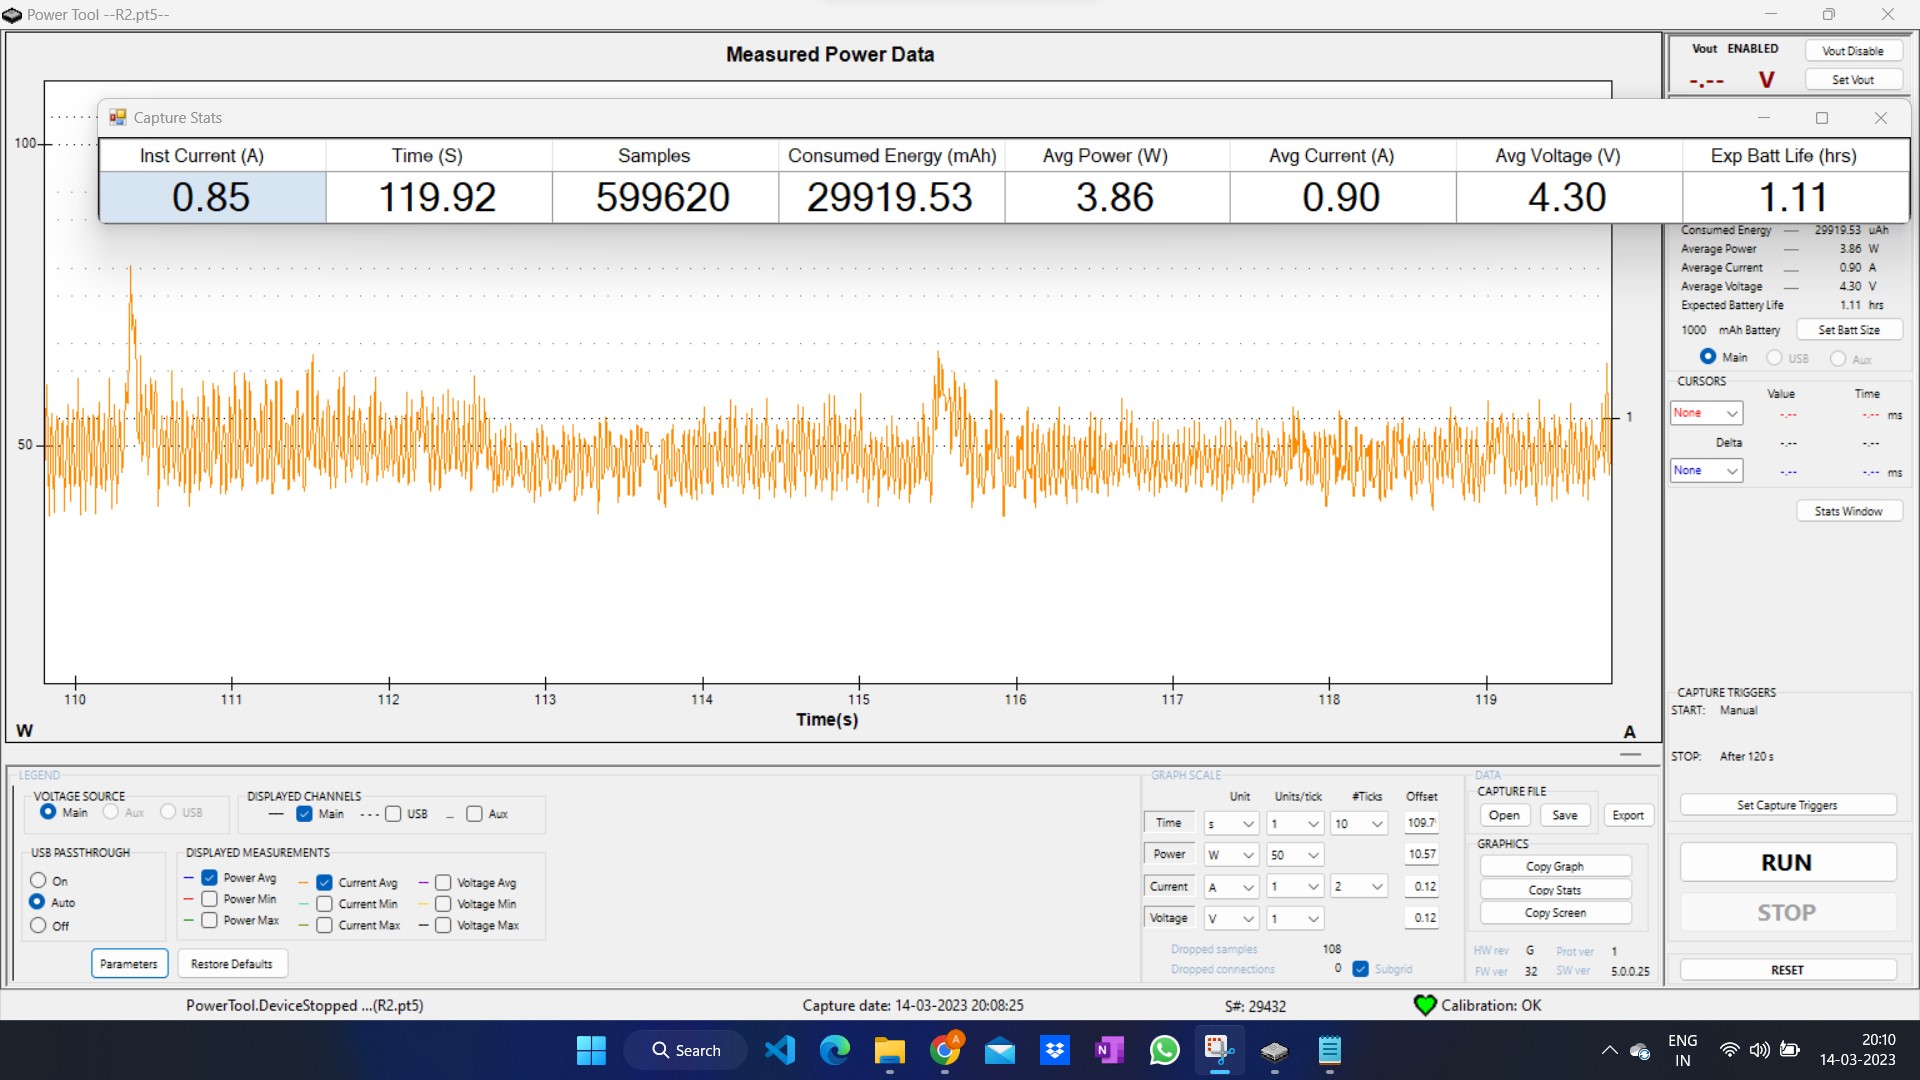 Power Tool --R2.pt5--
Measured Power Data
Vout ENABLED
Vout Disable
-.-- V
Set Vout
Capture Stats
Inst Current (A) Time (S) Samples Consumed Energy (mAh) Avg Power (W) Avg Current (A) Avg Voltage (V) Exp Batt Life (hrs)
0.85 119.92 599620 29919.53 3.86 0.90 4.30 1.11
Consumed Energy 29919.53 uAh
Average Power 3.86 W
Average Current 0.90 A
Average Voltage 4.30 V
Expected Battery Life 1.11 hrs
1000 mAh Battery Set Batt Size
Main USB Aux
CURSORS
Value Time
None -.-- -.-- ms
Delta -.-- -.--
None -.-- -.-- ms
Stats Window
100
50
1
110 111 112 113 114 115 116 117 118 119
Time(s)
W
A
CAPTURE TRIGGERS
START: Manual
STOP: After 120 s
Set Capture Triggers
RUN
STOP
RESET
LEGEND
VOLTAGE SOURCE
Main Aux USB
DISPLAYED CHANNELS
Main USB Aux
USB PASSTHROUGH
On
Auto
Off
DISPLAYED MEASUREMENTS
Power Avg Current Avg Voltage Avg
Power Min Current Min Voltage Min
Power Max Current Max Voltage Max
Parameters Restore Defaults
GRAPH SCALE
Unit Units/tick #Ticks Offset
Time s 1 10 109.7
Power W 50 10.57
Current A 1 2 0.12
Voltage V 1 0.12
Dropped samples 108
Dropped connections 0 Subgrid
DATA
CAPTURE FILE
Open Save Export
GRAPHICS
Copy Graph
Copy Stats
Copy Screen
HW rev G Prot ver 1
FW ver 32 SW ver 5.0.0.25
PowerTool.DeviceStopped ...(R2.pt5) Capture date: 14-03-2023 20:08:25 S#: 29432 Calibration: OK
Search
A
ENG
IN
20:10
14-03-2023